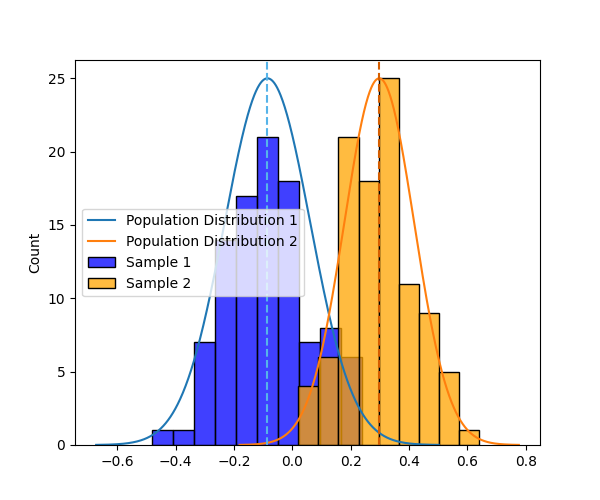 25
20
15
10
5
0
Count
Population Distribution 1
Population Distribution 2
Sample 1
Sample 2
−0.6 −0.4 −0.2 0.0 0.2 0.4 0.6 0.8